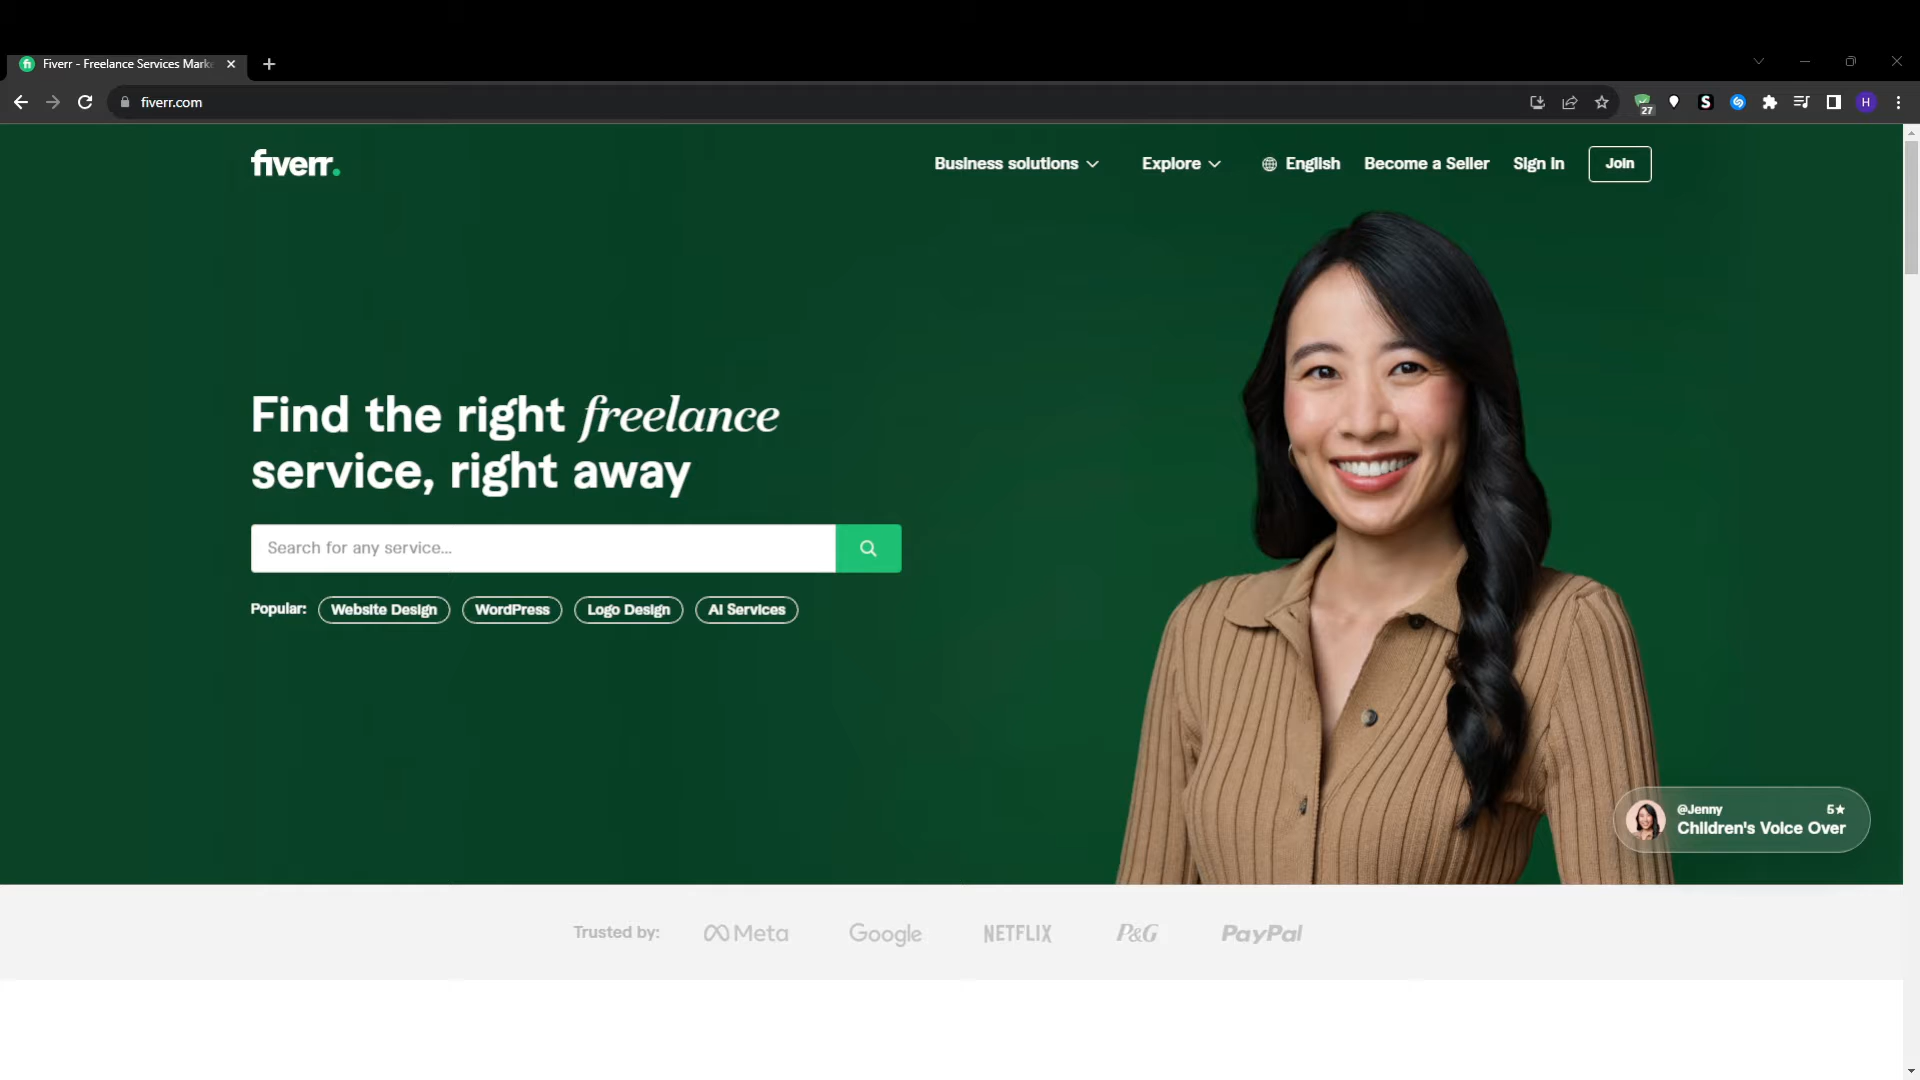 Fiverr - Freelance Services Marke
fiverr.com
27
S
H
fiverr.
Business solutions
Explore
English
Become a Seller
Sign in
Join
Find the right freelance
service, right away
Search for any service...
Popular:
Website Design
WordPress
Logo Design
AI Services
@Jenny
5★
Children's Voice Over
Trusted by:
Meta
Google
NETFLIX
P&G
PayPal